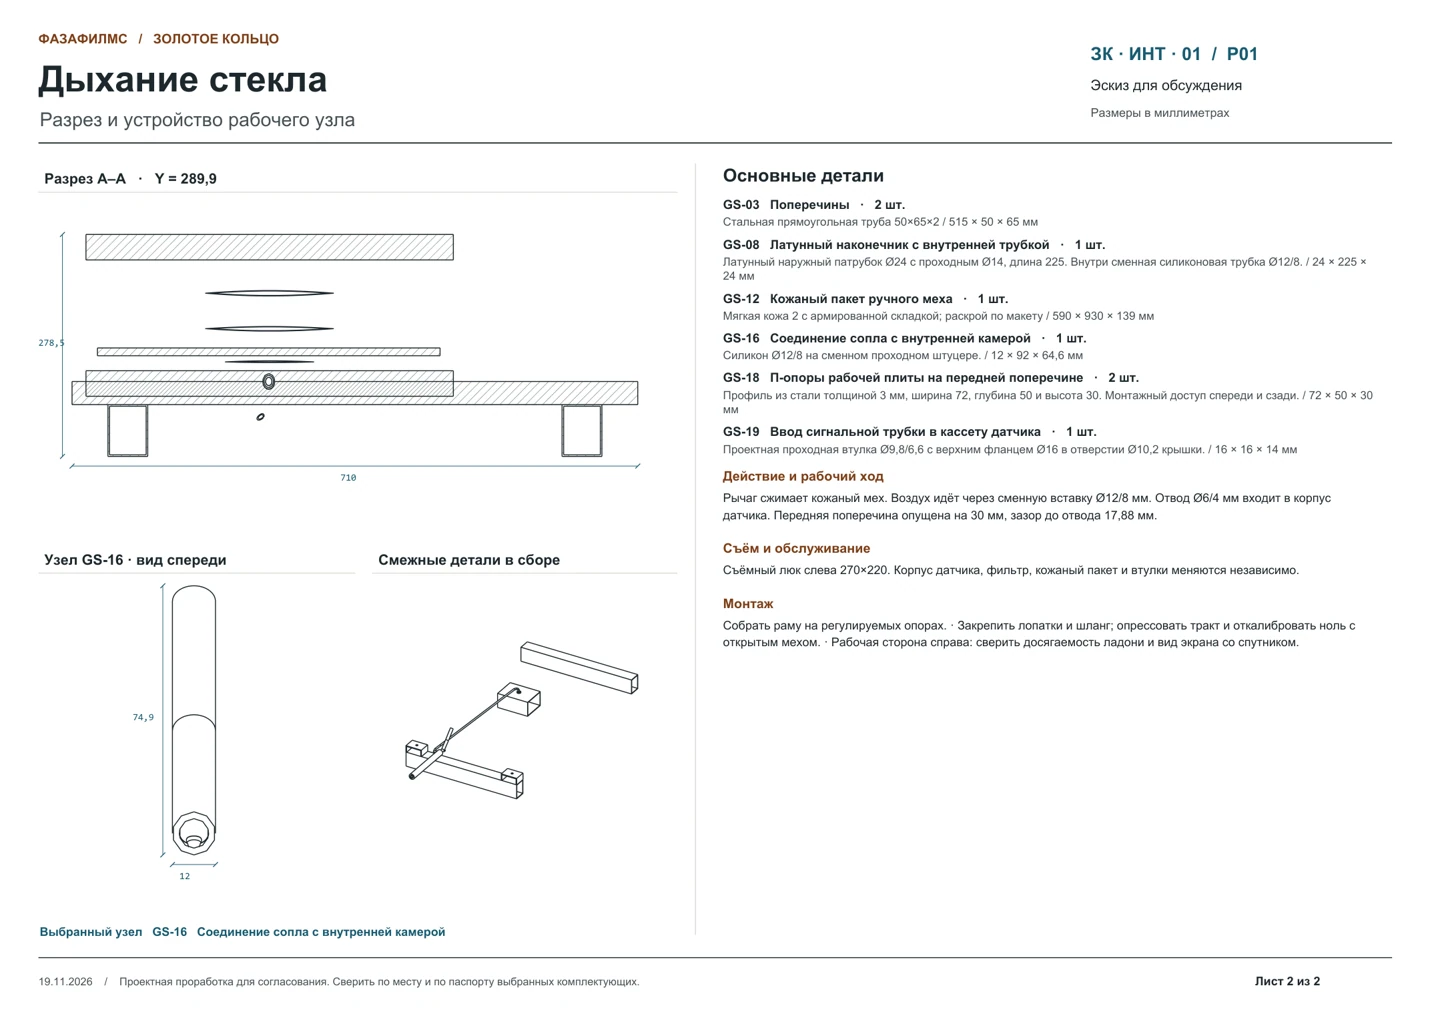 ФАЗАФИЛМС / ЗОЛОТОЕ КОЛЬЦО
Дыхание стекла
Разрез и устройство рабочего узла
ЗК · ИНТ · 01 / P01
Эскиз для обсуждения
Размеры в миллиметрах
Разрез А–А · Y = 289,9
278,5
710
Узел GS-16 · вид спереди
74,9
12
Смежные детали в сборе
Выбранный узел GS-16 Соединение сопла с внутренней камерой
Основные детали
GS-03 Поперечины · 2 шт.
Стальная прямоугольная труба 50×65×2 / 515 × 50 × 65 мм
GS-08 Латунный наконечник с внутренней трубкой · 1 шт.
Латунный наружный патрубок Ø24 с проходным Ø14, длина 225. Внутри сменная силиконовая трубка Ø12/8. / 24 × 225 ×
24 мм
GS-12 Кожаный пакет ручного меха · 1 шт.
Мягкая кожа 2 с армированной складкой; раскрой по макету / 590 × 930 × 139 мм
GS-16 Соединение сопла с внутренней камерой · 1 шт.
Силикон Ø12/8 на сменном проходном штуцере. / 12 × 92 × 64,6 мм
GS-18 П-опоры рабочей плиты на передней поперечине · 2 шт.
Профиль из стали толщиной 3 мм, ширина 72, глубина 50 и высота 30. Монтажный доступ спереди и сзади. / 72 × 50 × 30
мм
GS-19 Ввод сигнальной трубки в кассету датчика · 1 шт.
Проектная проходная втулка Ø9,8/6,6 с верхним фланцем Ø16 в отверстии Ø10,2 крышки. / 16 × 16 × 14 мм
Действие и рабочий ход
Рычаг сжимает кожаный мех. Воздух идёт через сменную вставку Ø12/8 мм. Отвод Ø6/4 мм входит в корпус
датчика. Передняя поперечина опущена на 30 мм, зазор до отвода 17,88 мм.
Съём и обслуживание
Съёмный люк слева 270×220. Корпус датчика, фильтр, кожаный пакет и втулки меняются независимо.
Монтаж
Собрать раму на регулируемых опорах. · Закрепить лопатки и шланг; опрессовать тракт и откалибровать ноль с
открытым мехом. · Рабочая сторона справа: сверить досягаемость ладони и вид экрана со спутником.
19.11.2026 / Проектная проработка для согласования. Сверить по месту и по паспорту выбранных комплектующих.
Лист 2 из 2